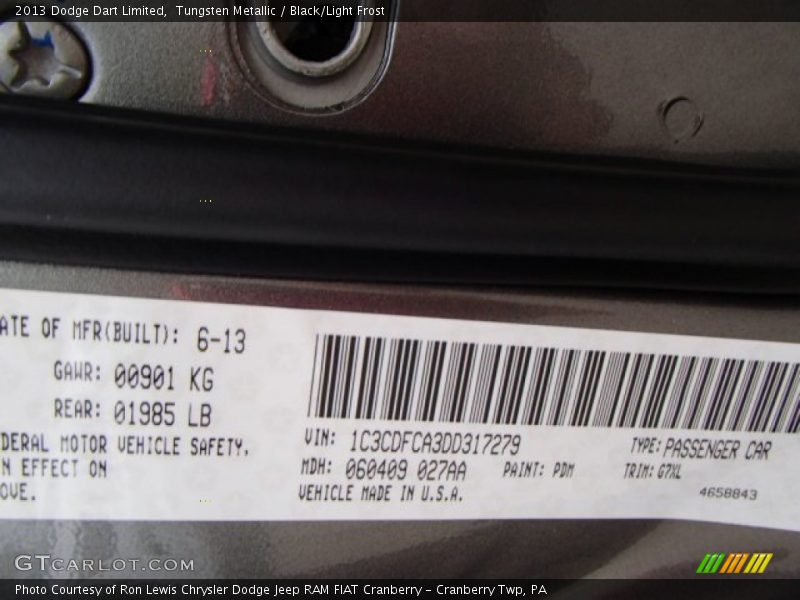 2013 Dodge Dart Limited, Tungsten Metallic / Black/Light Frost
ATE OF MFR(BUILT): 6-13
GAWR: 00901 KG
REAR: 01985 LB
DERAL MOTOR VEHICLE SAFETY.
N EFFECT ON
OVE.
VIN: 1C3CDFCA3DD317279
TYPE: PASSENGER CAR
MDH: 060409 027AA PAINT: PDM TRIM: G7XL
VEHICLE MADE IN U.S.A.
4658843
GTCARLOT.COM
Photo Courtesy of Ron Lewis Chrysler Dodge Jeep RAM FIAT Cranberry - Cranberry Twp, PA